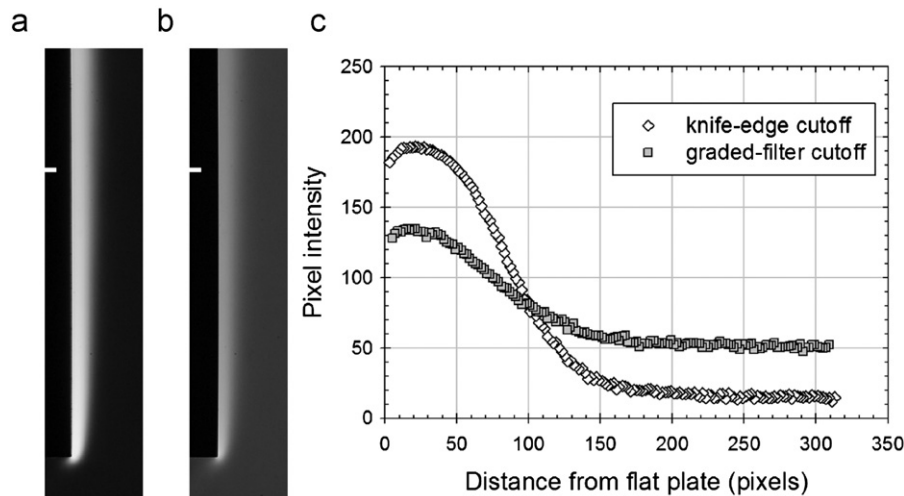 a
b
c
250
200
150
100
50
0
0
50
100
150
200
250
300
350
Pixel intensity
Distance from flat plate (pixels)
knife-edge cutoff
graded-filter cutoff